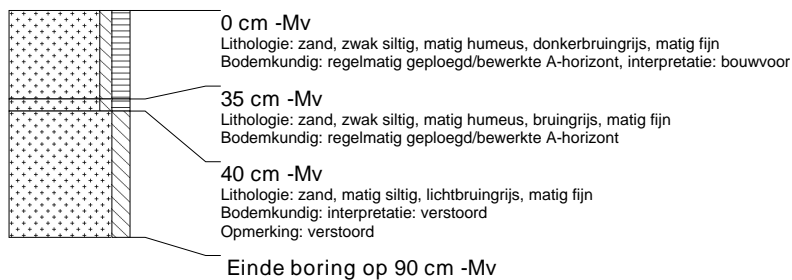 0 cm -Mv
Lithologie: zand, zwak siltig, matig humeus, donkerbruingrijs, matig fijn
Bodemkundig: regelmatig geploegd/bewerkte A-horizont, interpretatie: bouwvoor
35 cm -Mv
Lithologie: zand, zwak siltig, matig humeus, bruingrijs, matig fijn
Bodemkundig: regelmatig geploegd/bewerkte A-horizont
40 cm -Mv
Lithologie: zand, matig siltig, lichtbruingrijs, matig fijn
Bodemkundig: interpretatie: verstoord
Opmerking: verstoord
Einde boring op 90 cm -Mv